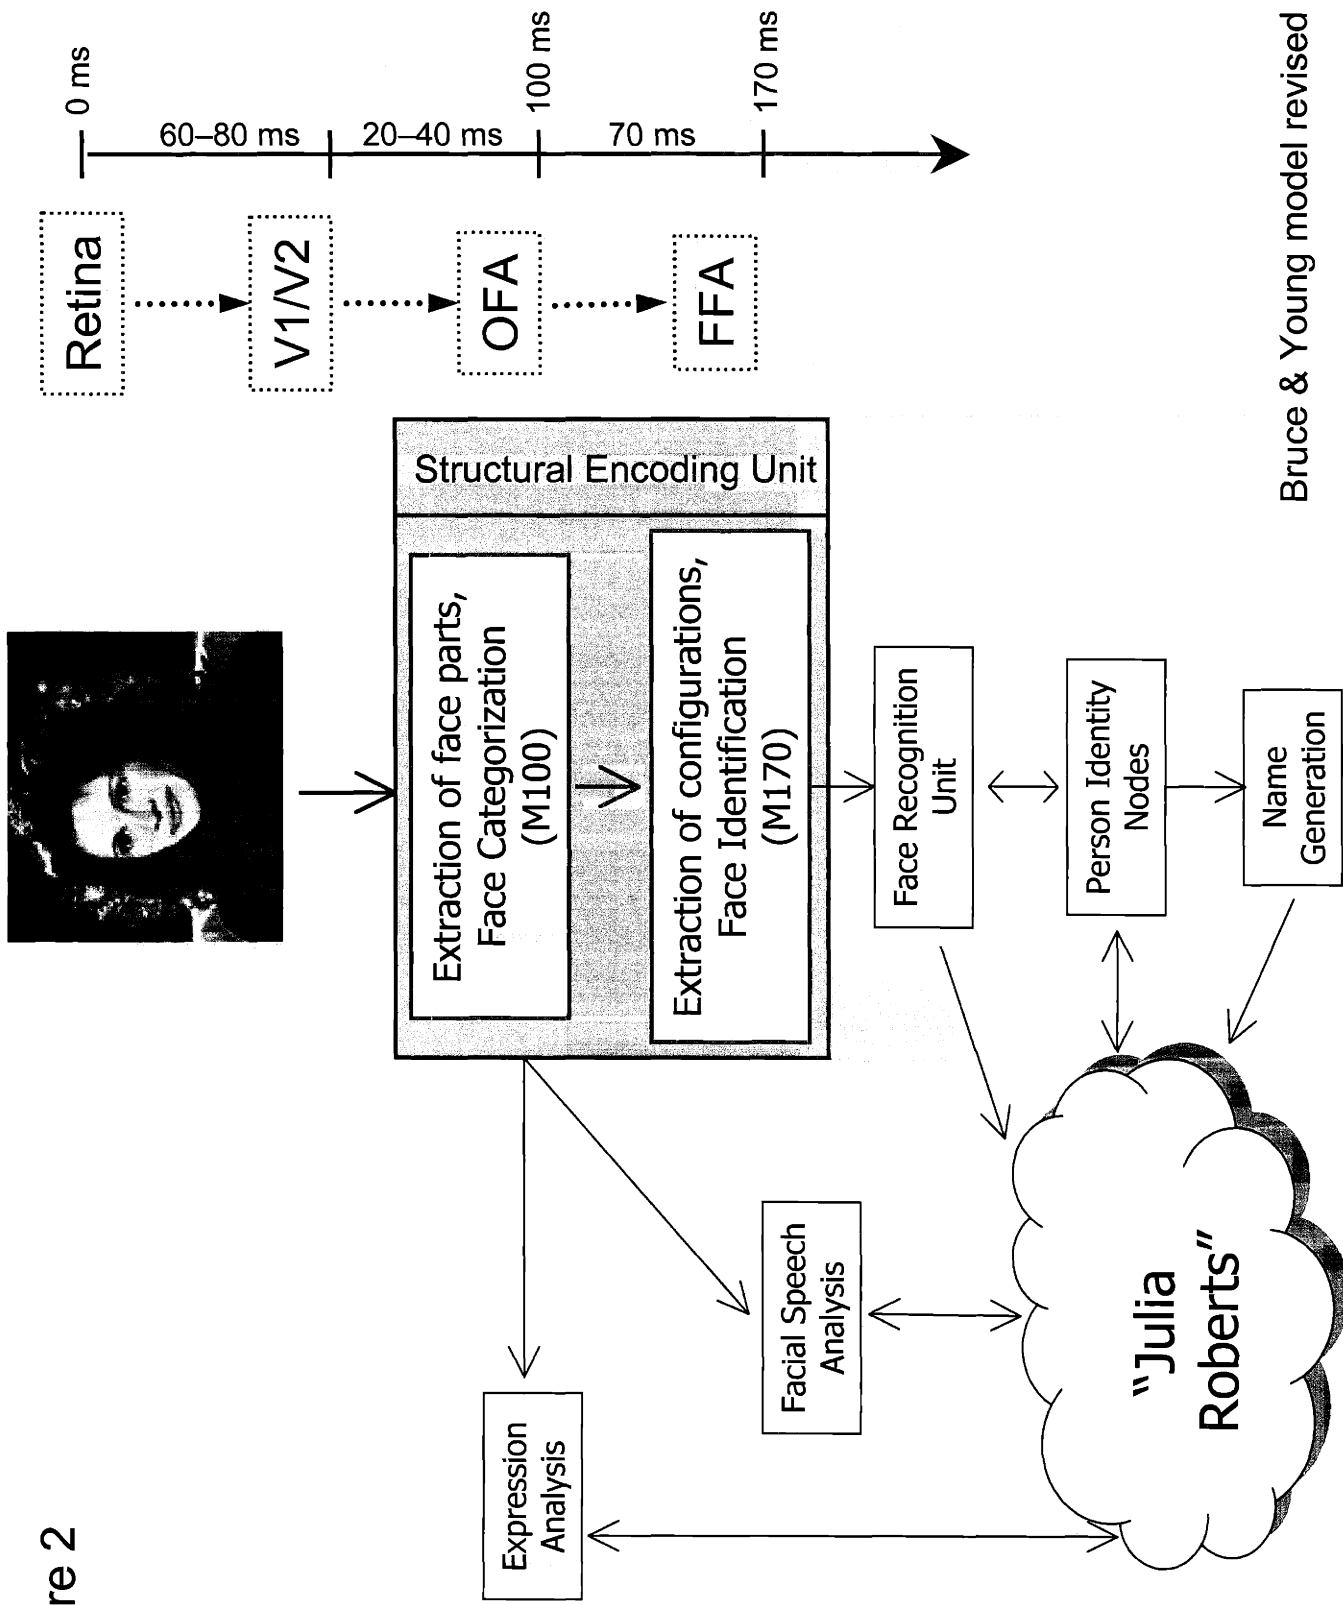 re 2
Retina
V1/V2
OFA
FFA
0 ms
60–80 ms
20–40 ms
100 ms
70 ms
170 ms
Structural Encoding Unit
Extraction of face parts,
Face Categorization
(M100)
Extraction of configurations,
Face Identification
(M170)
Expression
Analysis
Facial Speech
Analysis
Face Recognition
Unit
Person Identity
Nodes
Name
Generation
“Julia
Roberts”
Bruce & Young model revised